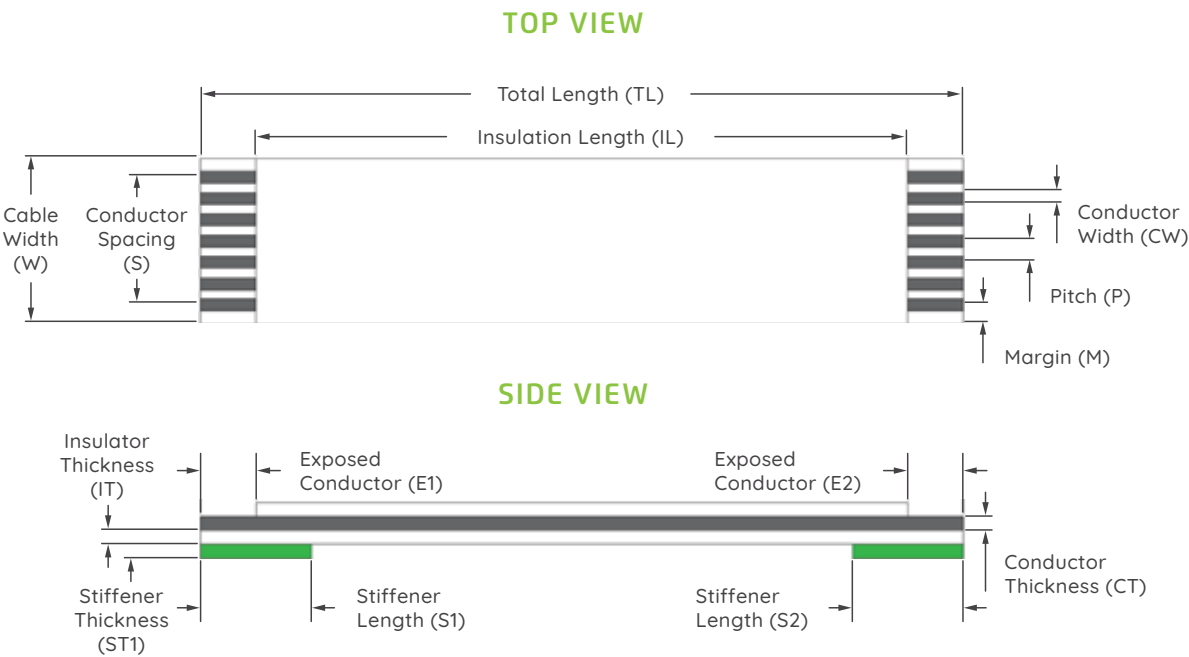 TOP VIEW
Total Length (TL)
Insulation Length (IL)
Cable
Width
(W)
Conductor
Spacing
(S)
Conductor
Width (CW)
Pitch (P)
Margin (M)
SIDE VIEW
Insulator
Thickness
(IT)
Exposed
Conductor (E1)
Exposed
Conductor (E2)
Conductor
Thickness (CT)
Stiffener
Thickness
(ST1)
Stiffener
Length (S1)
Stiffener
Length (S2)